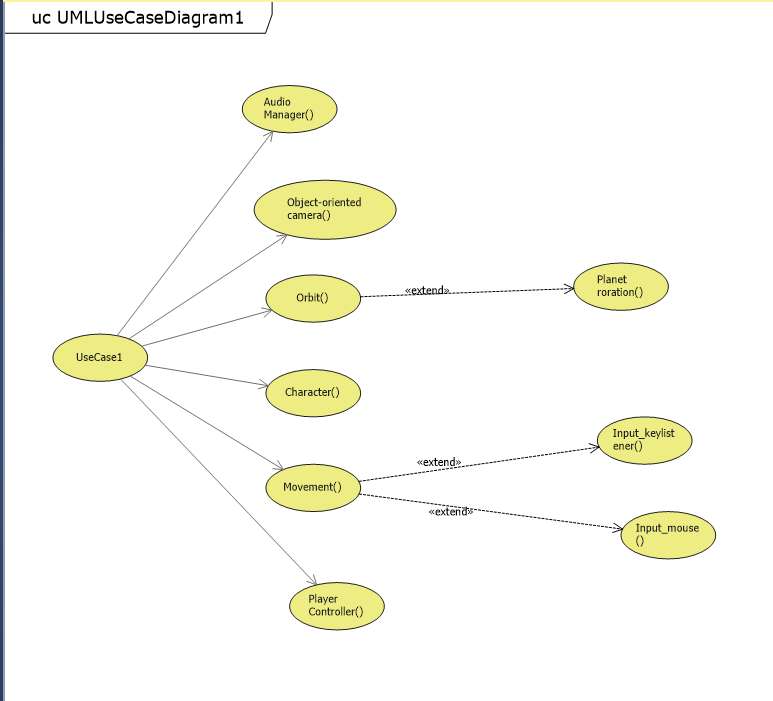 uc UMLUseCaseDiagram1
Audio
Manager()
Object-oriented
camera()
Orbit()
«extend»
Planet
roration()
UseCase1
Character()
Input_keylist
ener()
«extend»
Movement()
«extend»
Input_mouse
()
Player
Controller()